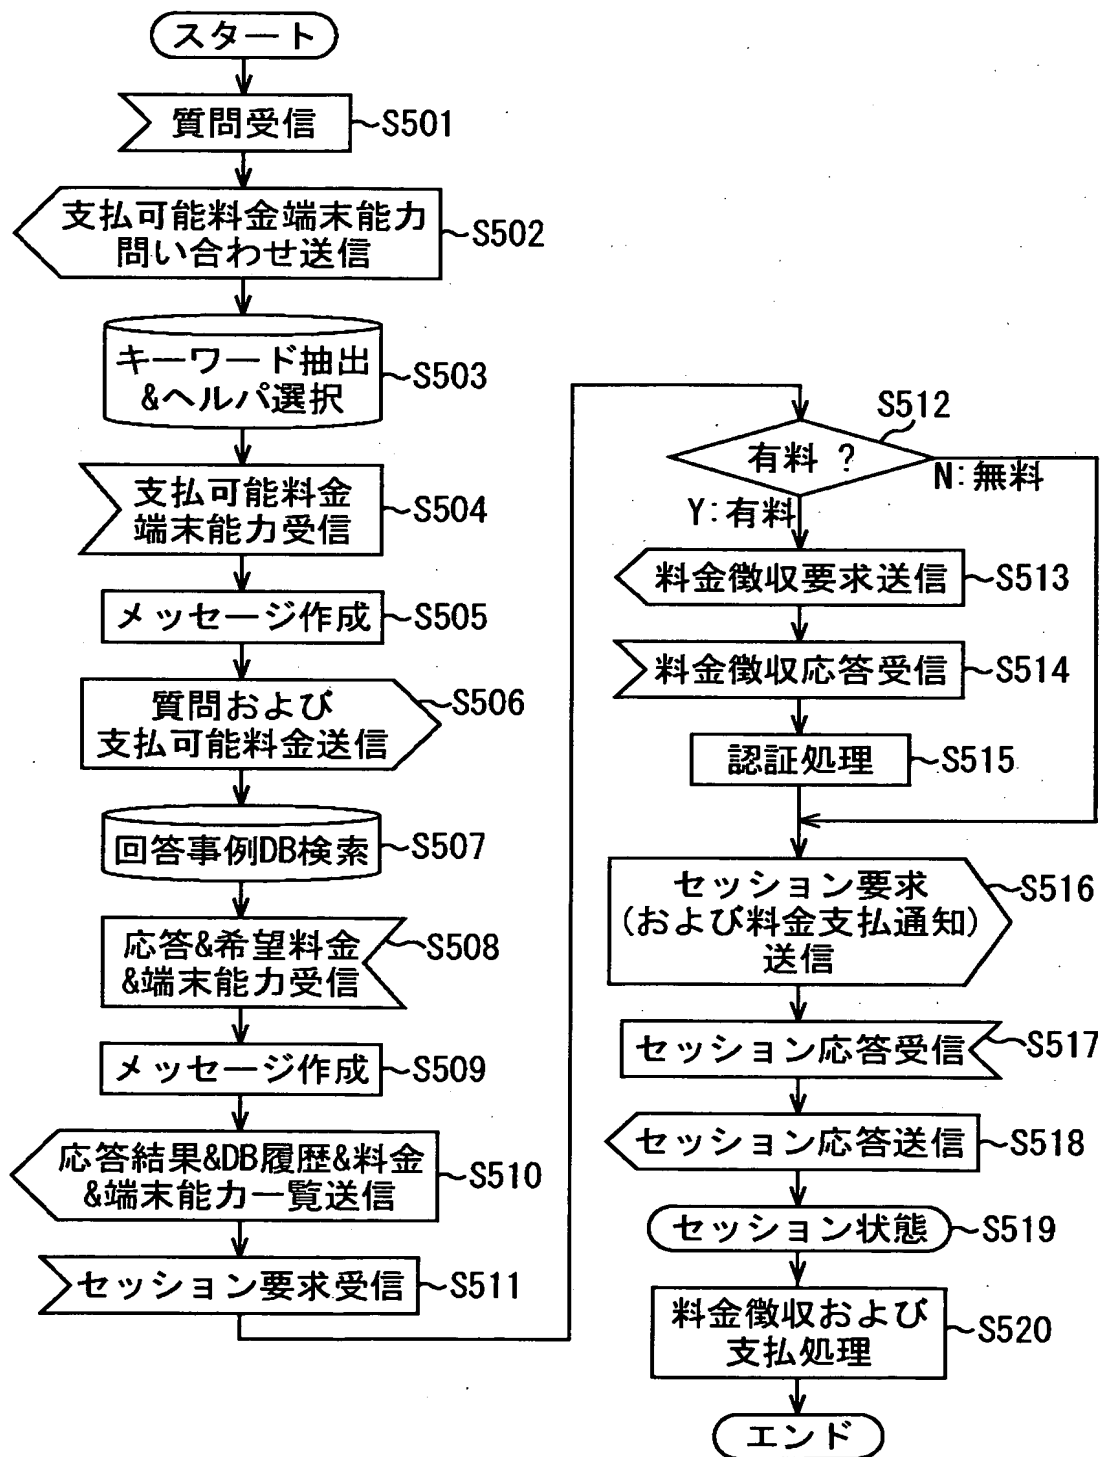 スタート
質問受信
S501
支払可能料金端末能力
問い合わせ送信
S502
キーワード抽出
&ヘルパ選択
S503
支払可能料金
端末能力受信
S504
メッセージ作成
S505
質問および
支払可能料金送信
S506
回答事例DB検索
S507
応答&希望料金
&端末能力受信
S508
メッセージ作成
S509
応答結果&DB履歴&料金
&端末能力一覧送信
S510
セッション要求受信
S511
有料 ?
S512
N:無料
Y:有料
料金徴収要求送信
S513
料金徴収応答受信
S514
認証処理
S515
セッション要求
(および料金支払通知)
送信
S516
セッション応答受信
S517
セッション応答送信
S518
セッション状態
S519
料金徴収および
支払処理
S520
エンド